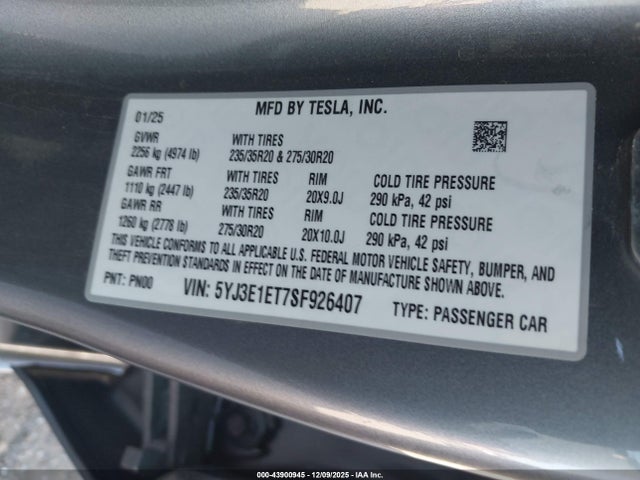 MFD BY TESLA, INC.
01/25
GVWR WITH TIRES
2256 kg (4974 lb) 235/35R20 & 275/30R20
GAWR FRT WITH TIRES RIM COLD TIRE PRESSURE
1110 kg (2447 lb) 235/35R20 20X9.0J 290 kPa, 42 psi
GAWR RR WITH TIRES RIM COLD TIRE PRESSURE
1260 kg (2778 lb) 275/30R20 20X10.0J 290 kPa, 42 psi
THIS VEHICLE CONFORMS TO ALL APPLICABLE U.S. FEDERAL MOTOR VEHICLE SAFETY, BUMPER, AND
THEFT PREVENTION STANDARDS IN EFFECT ON THE DATE OF MANUFACTURE SHOWN ABOVE.
PNT: PN00 VIN: 5YJ3E1ET7SF926407 TYPE: PASSENGER CAR
000-43900945 - 12/09/2025 - IAA Inc.